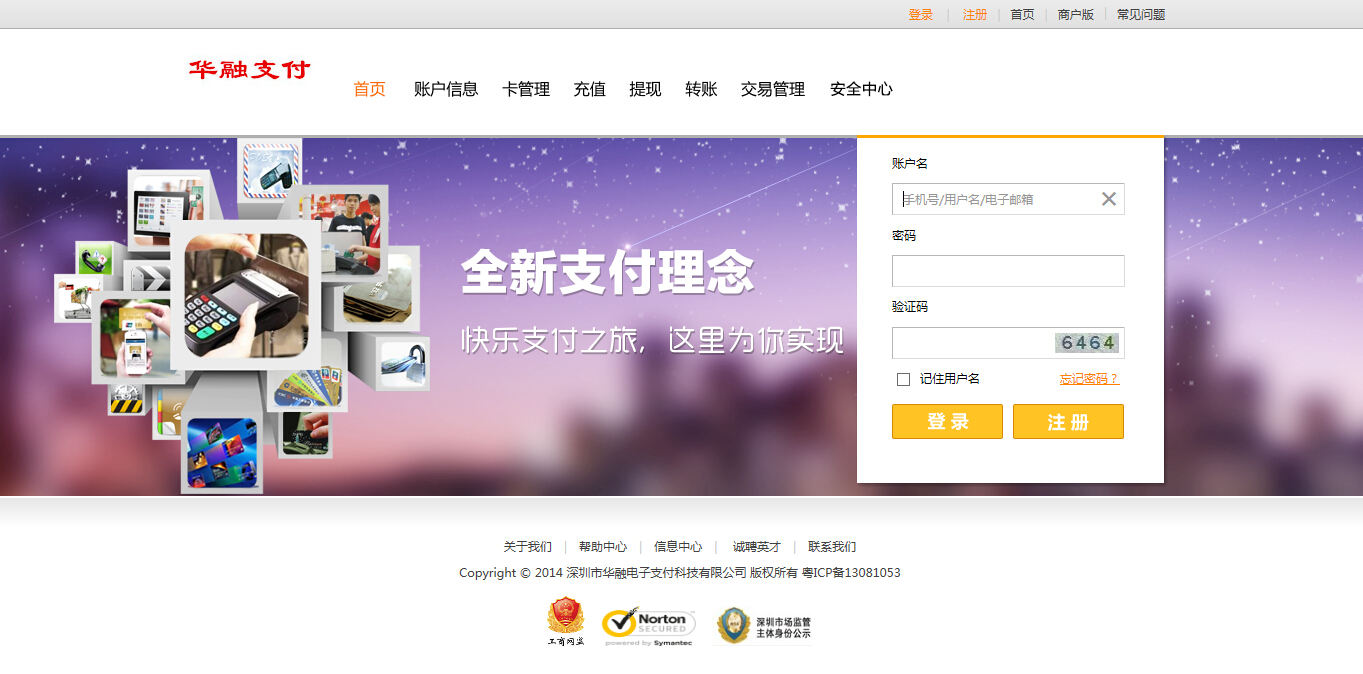 登录 | 注册 | 首页 | 商户版 | 常见问题
华融支付
首页 账户信息 卡管理 充值 提现 转账 交易管理 安全中心
账户名
手机号/用户名/电子邮箱
密码
全新支付理念
快乐支付之旅，这里为你实现
验证码
6464
记住用户名 忘记密码？
登 录 注 册
关于我们 | 帮助中心 | 信息中心 | 诚聘英才 | 联系我们
Copyright © 2014 深圳市华融电子支付科技有限公司 版权所有 粤ICP备13081053
工商网监
Norton
SECURED
powered by Symantec
深圳市场监管
主体身份公示